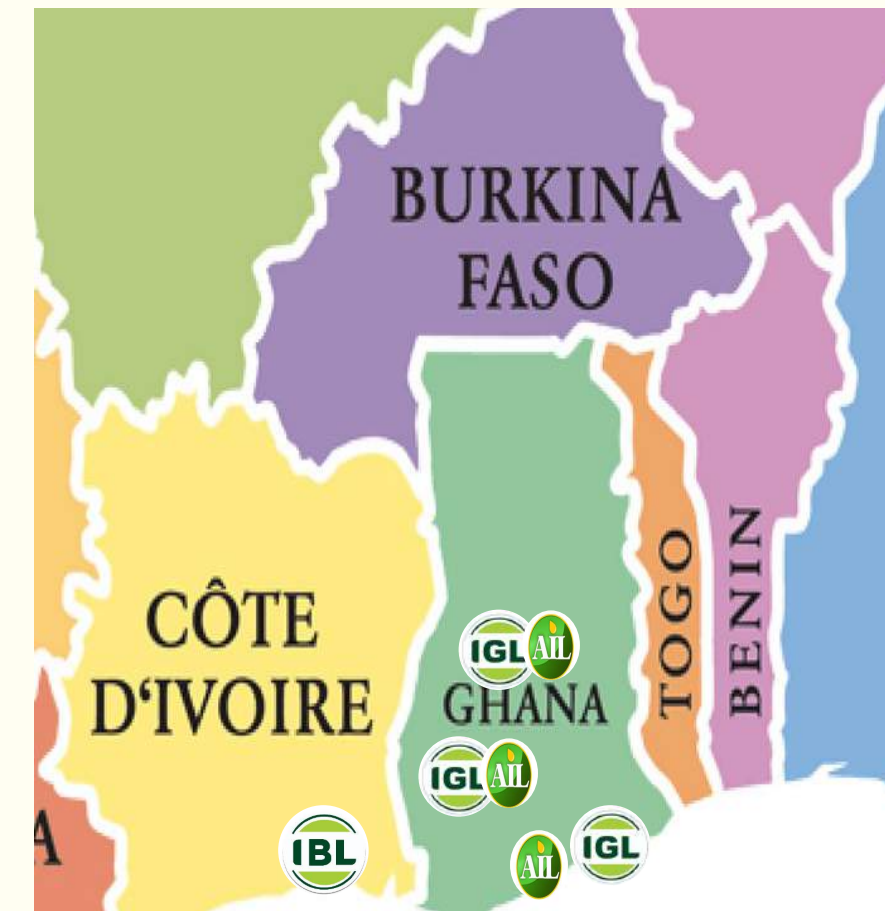 BURKINA
FASO
CÔTE
D‘IVOIRE
TOGO
BENIN
IGL AIL
GHANA
IGL AIL
A
IBL
AIL
IGL